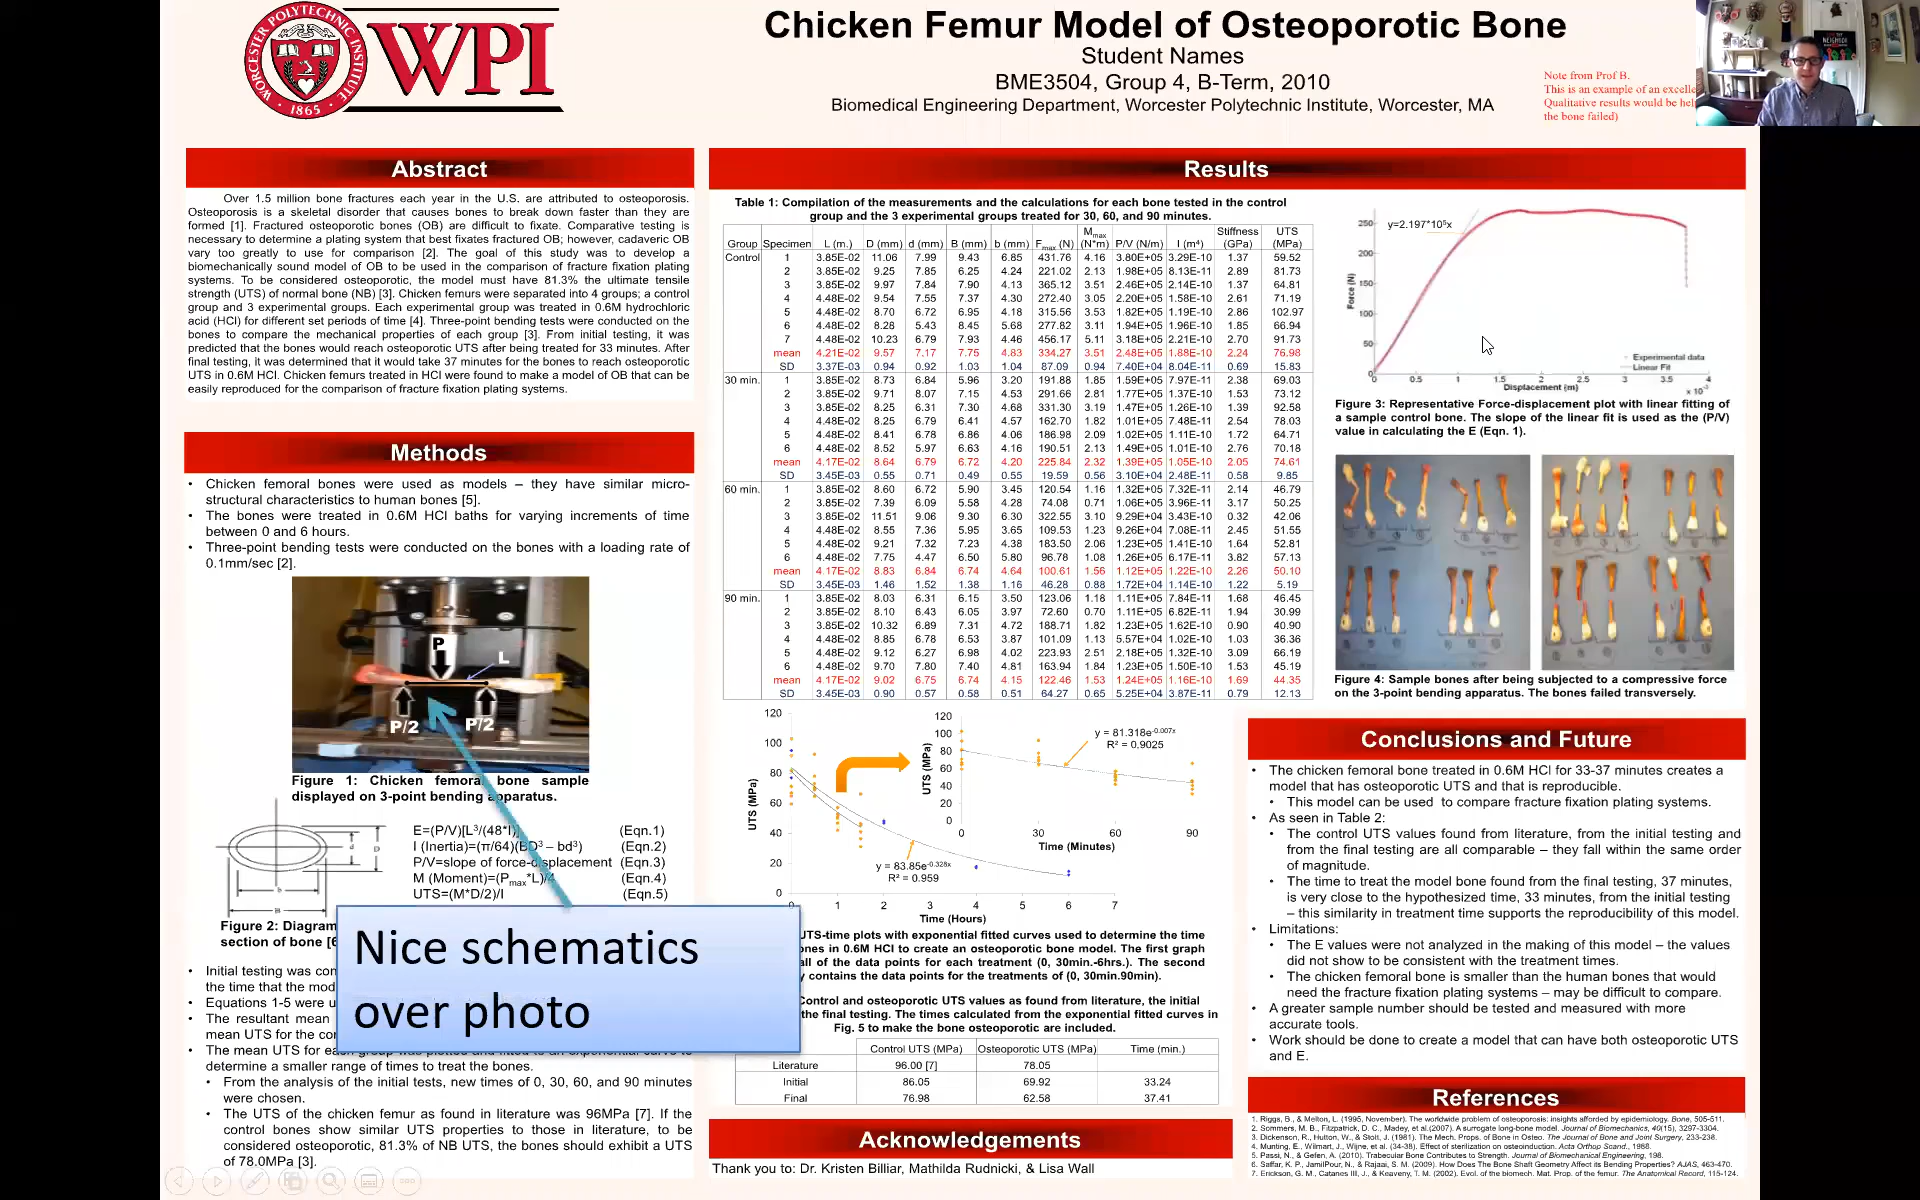 WORCESTER POLYTECHNIC INSTITUTE
1865
WPI
Chicken Femur Model of Osteoporotic Bone
Student Names
BME3504, Group 4, B-Term, 2010
Biomedical Engineering Department, Worcester Polytechnic Institute, Worcester, MA
Note from Prof B.
This is an example of an excelle
Qualitative results would be hel
the bone failed)
Abstract
Over 1.5 million bone fractures each year in the U.S. are attributed to osteoporosis.
Osteoporosis is a skeletal disorder that causes bones to break down faster than they are
formed [1]. Fractured osteoporotic bones (OB) are difficult to fixate. Comparative testing is
necessary to determine a plating system that best fixates fractured OB; however, cadaveric OB
vary too greatly to use for comparison [2]. The goal of this study was to develop a
biomechanically sound model of OB to be used in the comparison of fracture fixation plating
systems. To be considered osteoporotic, the model must have 81.3% the ultimate tensile
strength (UTS) of normal bone (NB) [3]. Chicken femurs were separated into 4 groups; a control
group and 3 experimental groups. Each experimental group was treated in 0.6M hydrochloric
acid (HCl) for different set periods of time [4]. Three-point bending tests were conducted on the
bones to compare the mechanical properties of each group [3]. From initial testing, it was
predicted that the bones would reach osteoporotic UTS after being treated for 33 minutes. After
final testing, it was determined that it would take 37 minutes for the bones to reach osteoporotic
UTS in 0.6M HCl. Chicken femurs treated in HCl were found to make a model of OB that can be
easily reproduced for the comparison of fracture fixation plating systems.
Methods
• Chicken femoral bones were used as models – they have similar micro-
structural characteristics to human bones [5].
• The bones were treated in 0.6M HCl baths for varying increments of time
between 0 and 6 hours.
• Three-point bending tests were conducted on the bones with a loading rate of
0.1mm/sec [2].
P
L
P/2 P/2
Figure 1: Chicken femoral bone sample
displayed on 3-point bending apparatus.
d D
b
B
E=(P/V)[L³/(48*I)] (Eqn.1)
I (Inertia)=(π/64)(BD³ – bd³) (Eqn.2)
P/V=slope of force-displacement (Eqn.3)
M (Moment)=(Pmax*L)/4 (Eqn.4)
UTS=(M*D/2)/I (Eqn.5)
Figure 2: Diagram
section of bone [6
Nice schematics
over photo
• Initial testing was con
the time that the mod
• Equations 1-5 were u
• The resultant mean
mean UTS for the con
• The mean UTS for each group was plotted and fitted to an exponential curve to
determine a smaller range of times to treat the bones.
• From the analysis of the initial tests, new times of 0, 30, 60, and 90 minutes
were chosen.
• The UTS of the chicken femur as found in literature was 96MPa [7]. If the
control bones show similar UTS properties to those in literature, to be
considered osteoporotic, 81.3% of NB UTS, the bones should exhibit a UTS
of 78.0MPa [3].
Results
Table 1: Compilation of the measurements and the calculations for each bone tested in the control
group and the 3 experimental groups treated for 30, 60, and 90 minutes.
Group Specimen L (m.) D (mm) d (mm) B (mm) b (mm) Fmax (N) Mmax (N*m) P/V (N/m) I (m⁴) Stiffness (GPa) UTS (MPa)
Control 1 3.85E-02 11.06 7.99 9.43 6.85 431.76 4.16 3.80E+05 3.29E-10 1.37 59.52
2 3.85E-02 9.25 7.85 6.25 4.24 221.02 2.13 1.98E+05 8.13E-11 2.89 81.73
3 3.85E-02 9.97 7.84 7.90 4.13 365.12 3.51 2.46E+05 2.14E-10 1.37 64.81
4 4.48E-02 9.54 7.55 7.37 4.30 272.40 3.05 2.20E+05 1.58E-10 2.61 71.19
5 4.48E-02 8.70 6.72 6.95 4.18 315.56 3.53 1.82E+05 1.19E-10 2.86 102.97
6 4.48E-02 8.28 5.43 8.45 5.68 277.82 3.11 1.94E+05 1.96E-10 1.85 66.94
7 4.48E-02 10.23 6.79 7.93 4.46 456.17 5.11 3.18E+05 2.21E-10 2.70 91.73
mean 4.21E-02 9.57 7.17 7.75 4.83 334.27 3.51 2.48E+05 1.88E-10 2.24 76.98
SD 3.37E-03 0.94 0.92 1.03 1.04 87.09 0.94 7.40E+04 8.04E-11 0.69 15.83
30 min. 1 3.85E-02 8.73 6.84 5.96 3.20 191.88 1.85 1.59E+05 7.97E-11 2.38 69.03
2 3.85E-02 9.71 8.07 7.15 4.53 291.66 2.81 1.77E+05 1.37E-10 1.53 73.12
3 3.85E-02 8.25 6.31 7.30 4.68 331.30 3.19 1.47E+05 1.26E-10 1.39 92.58
4 4.48E-02 8.25 6.79 6.41 4.57 162.70 1.82 1.01E+05 7.48E-11 2.54 78.03
5 4.48E-02 8.41 6.78 6.86 4.06 186.98 2.09 1.02E+05 1.11E-10 1.72 64.71
6 4.48E-02 8.52 5.97 6.63 4.16 190.51 2.13 1.49E+05 1.01E-10 2.76 70.18
mean 4.17E-02 8.64 6.79 6.72 4.20 225.84 2.32 1.39E+05 1.05E-10 2.05 74.61
SD 3.45E-03 0.55 0.71 0.49 0.55 19.59 0.56 3.10E+04 2.48E-11 0.58 9.85
60 min. 1 3.85E-02 8.60 6.72 5.90 3.45 120.54 1.16 1.32E+05 7.32E-11 2.14 46.79
2 3.85E-02 7.39 6.09 5.58 4.28 74.08 0.71 1.06E+05 3.96E-11 3.17 50.25
3 3.85E-02 11.51 9.06 9.30 6.30 322.55 3.10 9.29E+04 3.43E-10 0.32 42.06
4 4.48E-02 8.55 7.36 5.95 3.65 109.53 1.23 9.26E+04 7.08E-11 2.45 51.55
5 4.48E-02 9.21 7.32 7.23 4.38 183.50 2.06 1.23E+05 1.41E-10 1.64 52.81
6 4.48E-02 7.75 4.47 6.50 5.80 96.78 1.08 1.26E+05 6.17E-11 3.82 57.13
mean 4.17E-02 8.83 6.84 6.74 4.64 100.61 1.56 1.12E+05 1.22E-10 2.26 50.10
SD 3.45E-03 1.46 1.52 1.38 1.16 46.28 0.88 1.72E+04 1.14E-10 1.22 5.19
90 min. 1 3.85E-02 8.03 6.31 6.15 3.50 123.06 1.18 1.11E+05 7.84E-11 1.68 46.45
2 3.85E-02 8.10 6.43 6.05 3.97 72.60 0.70 1.11E+05 6.82E-11 1.94 30.99
3 3.85E-02 10.32 6.89 7.31 4.72 188.71 1.82 1.23E+05 1.62E-10 0.90 40.90
4 4.48E-02 8.85 6.78 6.53 3.87 101.09 1.13 5.57E+04 1.02E-10 1.03 36.36
5 4.48E-02 9.12 6.27 6.98 4.02 223.93 2.51 2.18E+05 1.32E-10 3.09 66.19
6 4.48E-02 9.70 7.80 7.40 4.81 163.94 1.84 1.23E+05 1.50E-10 1.53 45.19
mean 4.17E-02 9.02 6.75 6.74 4.15 122.46 1.53 1.24E+05 1.16E-10 1.69 44.35
SD 3.45E-03 0.90 0.57 0.58 0.51 64.27 0.65 5.25E+04 3.87E-11 0.79 12.13
120 100 80 60 40 20 0
UTS (MPa)
0 1 2 3 4 5 6 7
Time (Hours)
y = 83.85e^-0.328x
R² = 0.959
120 100 80 60 40 20 0
UTS (MPa)
0 30 60 90
Time (Minutes)
y = 81.318e^-0.007x
R² = 0.9025
UTS-time plots with exponential fitted curves used to determine the time
ones in 0.6M HCl to create an osteoporotic bone model. The first graph
all of the data points for each treatment (0, 30min.-6hrs.). The second
y contains the data points for the treatments of (0, 30min.90min).
Control and osteoporotic UTS values as found from literature, the initial
the final testing. The times calculated from the exponential fitted curves in
Fig. 5 to make the bone osteoporotic are included.
Control UTS (MPa) Osteoporotic UTS (MPa) Time (min.)
Literature 96.00 [7] 78.05
Initial 86.05 69.92 33.24
Final 76.98 62.58 37.41
Acknowledgements
Thank you to: Dr. Kristen Billiar, Mathilda Rudnicki, & Lisa Wall
250 200 150 100 50 0
Force (N)
y=2.197*10⁵x
Experimental data
Linear Fit
0 0.5 1 1.5 2 2.5 3 3.5 4
Displacement (m)
x 10⁻³
Figure 3: Representative Force-displacement plot with linear fitting of
a sample control bone. The slope of the linear fit is used as the (P/V)
value in calculating the E (Eqn. 1).
Figure 4: Sample bones after being subjected to a compressive force
on the 3-point bending apparatus. The bones failed transversely.
Conclusions and Future
• The chicken femoral bone treated in 0.6M HCl for 33-37 minutes creates a
model that has osteoporotic UTS and that is reproducible.
• This model can be used to compare fracture fixation plating systems.
• As seen in Table 2:
• The control UTS values found from literature, from the initial testing and
from the final testing are all comparable – they fall within the same order
of magnitude.
• The time to treat the model bone found from the final testing, 37 minutes,
is very close to the hypothesized time, 33 minutes, from the initial testing
– this similarity in treatment time supports the reproducibility of this model.
• Limitations:
• The E values were not analyzed in the making of this model – the values
did not show to be consistent with the treatment times.
• The chicken femoral bone is smaller than the human bones that would
need the fracture fixation plating systems – may be difficult to compare.
• A greater sample number should be tested and measured with more
accurate tools.
• Work should be done to create a model that can have both osteoporotic UTS
and E.
References
1. Riggs, B., & Melton, L. (1995, November). The worldwide problem of osteoporosis: insights afforded by epidemiology. Bone, 505-511.
2. Sommers, M. B., Fitzpatrick, D. C., Madey, et al.(2007). A surrogate long-bone model. Journal of Biomechanics, 40(15), 3297-3304.
3. Dickenson, R., Hutton, W., & Stott, J. (1981). The Mech. Props. of Bone in Osteo. The Journal of Bone and Joint Surgery, 233-238.
4. Munting, E., Wilmart, J., Wijne, et al. (34-38). Effect of sterilization on osteoinduction. Acta Orthop Scand., 1988.
5. Passi, N., & Gefen, A. (2010). Trabecular Bone Contributes to Strength. Journal of Biomechanical Engineering, 198.
6. Saffar, K. P., JamilPour, N., & Rajaai, S. M. (2009). How Does The Bone Shaft Geometry Affect its Bending Properties? AJAS, 463-470.
7. Erickson, G. M., Catanes III, J., & Keaveny, T. M. (2002). Evol. of the biomech. Mat. Prop. of the femur. The Anatomical Record, 115-124.